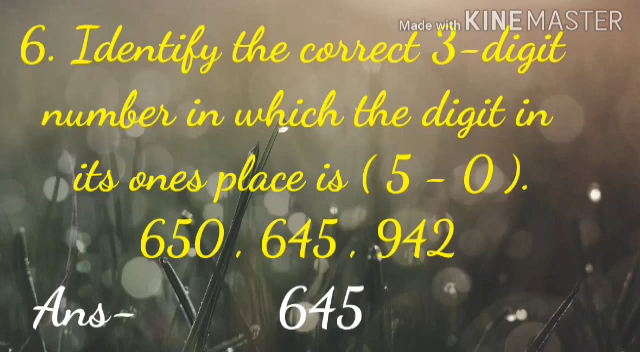 Made with KINEMASTER
6. Identify the correct 3-digit
number in which the digit in
its ones place is ( 5 - 0 ).
650 , 645 , 942
Ans- 645